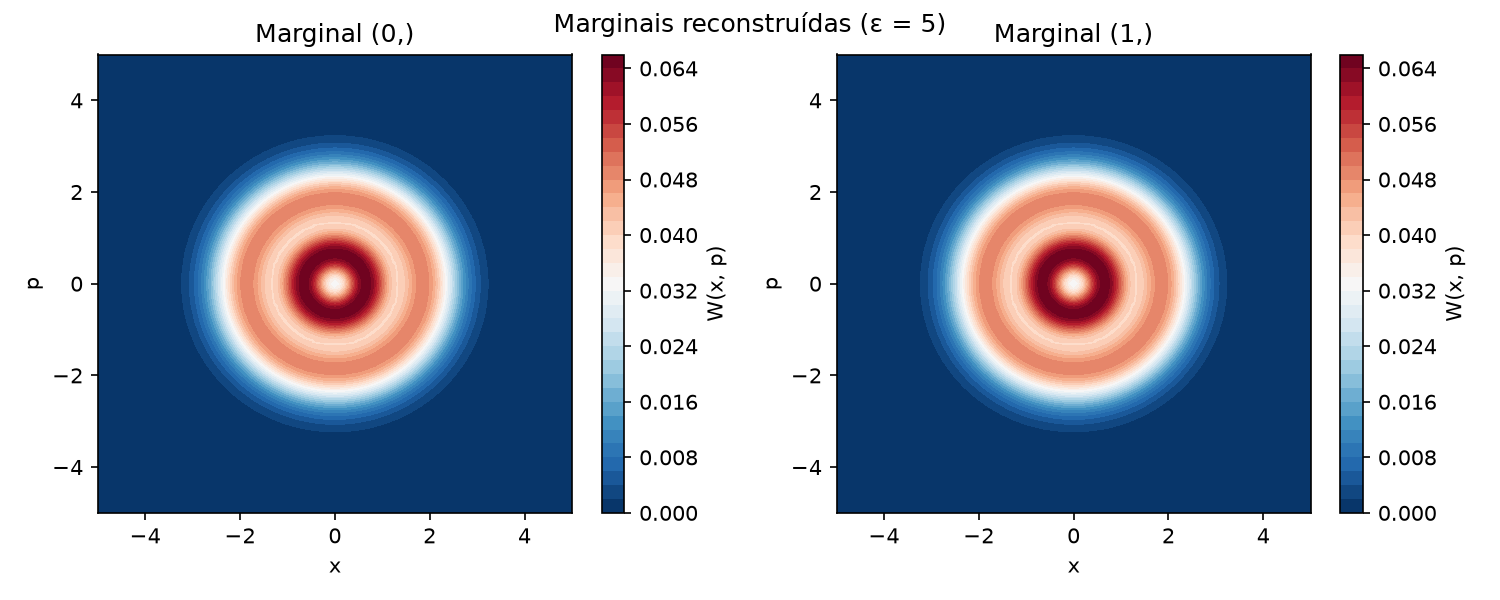 Marginais reconstruídas (ε = 5)
Marginal (0,)
4
2
0
−2
−4
p
−4 −2 0 2 4
x
0.064
0.056
0.048
0.040
0.032
0.024
0.016
0.008
0.000
W(x, p)
Marginal (1,)
4
2
0
−2
−4
p
−4 −2 0 2 4
x
0.064
0.056
0.048
0.040
0.032
0.024
0.016
0.008
0.000
W(x, p)